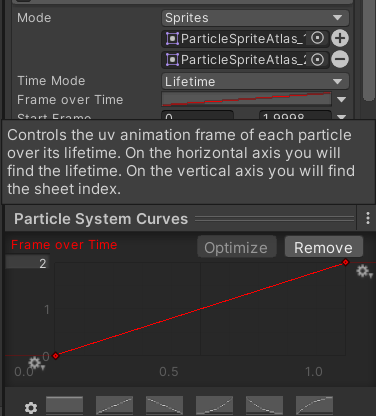 Mode Sprites
ParticleSpriteAtlas_
ParticleSpriteAtlas_
Time Mode Lifetime
Frame over Time
Start Frame 0 1.9998
Controls the uv animation frame of each particle
over its lifetime. On the horizontal axis you will
find the lifetime. On the vertical axis you will find
the sheet index.
Particle System Curves
Frame over Time Optimize Remove
2
1
0
0.0 0.5 1.0